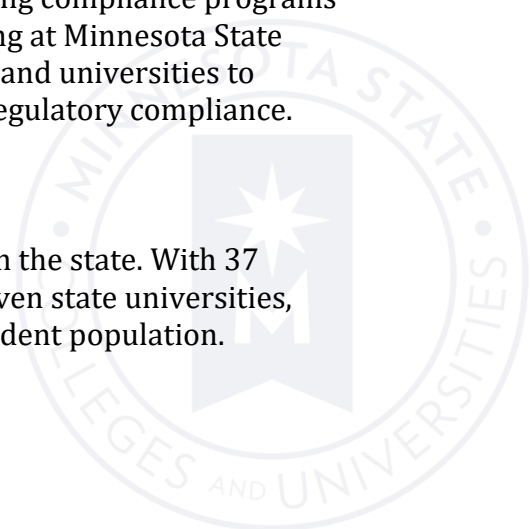 ng compliance programs
ng at Minnesota State
and universities to
egulatory compliance.
n the state. With 37
ven state universities,
dent population.
MINNESOTA STATE
COLLEGES AND UNIVERSITIES
M